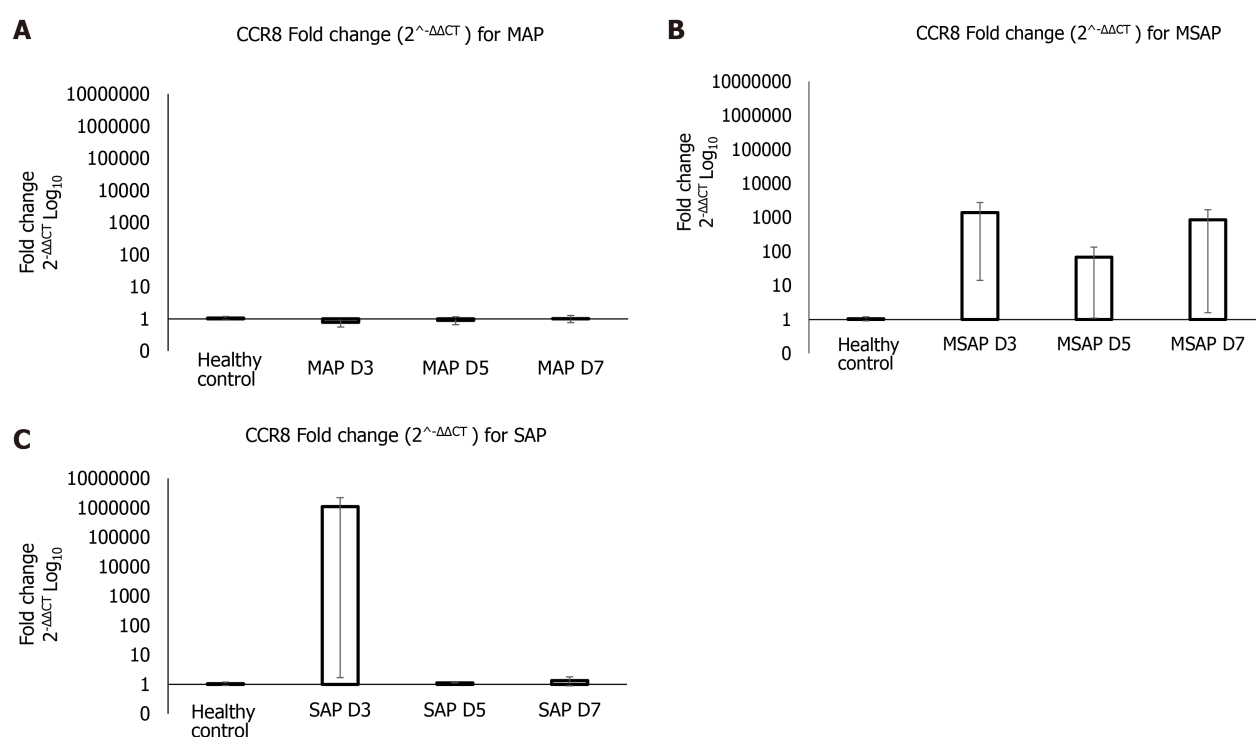 A
CCR8 Fold change (2^-ΔΔCT ) for MAP
Fold change
2-ΔΔCT Log10
10000000
1000000
100000
10000
1000
100
10
1
0
Healthy
control
MAP D3
MAP D5
MAP D7
B
CCR8 Fold change (2^-ΔΔCT ) for MSAP
Fold change
2-ΔΔCT Log10
10000000
1000000
100000
10000
1000
100
10
1
0
Healthy
control
MSAP D3
MSAP D5
MSAP D7
C
CCR8 Fold change (2^-ΔΔCT ) for SAP
Fold change
2-ΔΔCT Log10
10000000
1000000
100000
10000
1000
100
10
1
0
Healthy
control
SAP D3
SAP D5
SAP D7